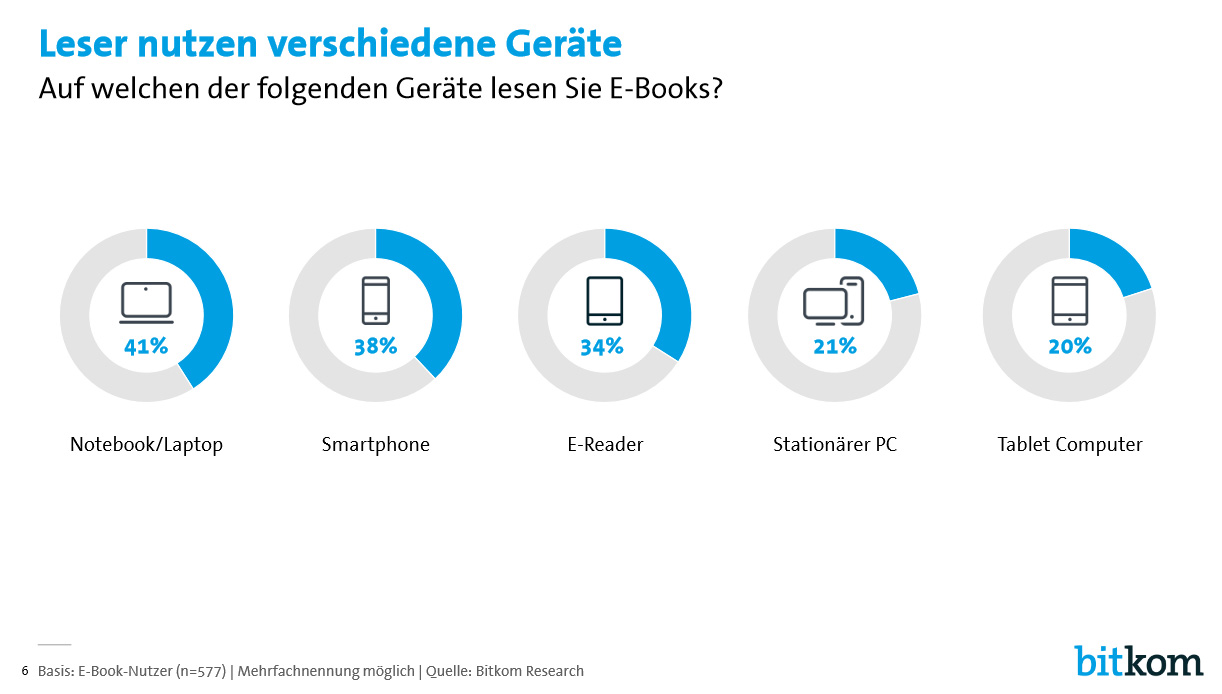 Leser nutzen verschiedene Geräte
Auf welchen der folgenden Geräte lesen Sie E-Books?
41%
38%
34%
21%
20%
Notebook/Laptop
Smartphone
E-Reader
Stationärer PC
Tablet Computer
6 Basis: E-Book-Nutzer (n=577) | Mehrfachnennung möglich | Quelle: Bitkom Research
bitkom